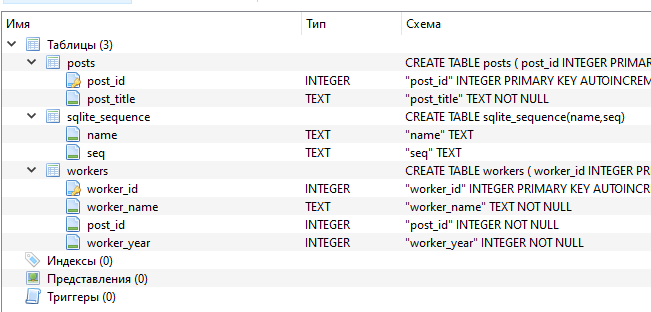 Имя Тип Схема
Таблицы (3)
posts CREATE TABLE posts ( post_id INTEGER PRIMAR
post_id INTEGER "post_id" INTEGER PRIMARY KEY AUTOINCREM
post_title TEXT "post_title" TEXT NOT NULL
sqlite_sequence CREATE TABLE sqlite_sequence(name,seq)
name TEXT "name" TEXT
seq TEXT "seq" TEXT
workers CREATE TABLE workers ( worker_id INTEGER PR
worker_id INTEGER "worker_id" INTEGER PRIMARY KEY AUTOINCR
worker_name TEXT "worker_name" TEXT NOT NULL
post_id INTEGER "post_id" INTEGER NOT NULL
worker_year INTEGER "worker_year" INTEGER NOT NULL
Индексы (0)
Представления (0)
Триггеры (0)